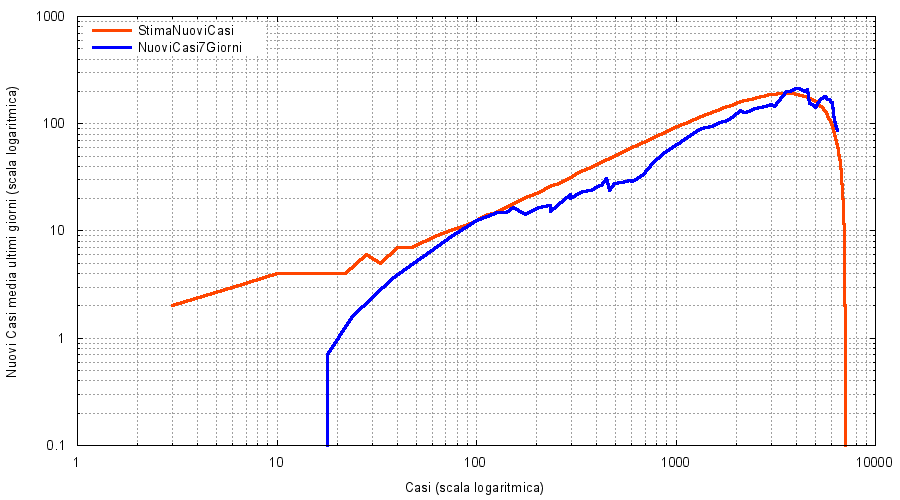 1000
100
10
1
0.1
StimaNuoviCasi
NuoviCasi7Giorni
Nuovi Casi media ultimi giorni (scala logaritmica)
1 10 100 1000 10000
Casi (scala logaritmica)